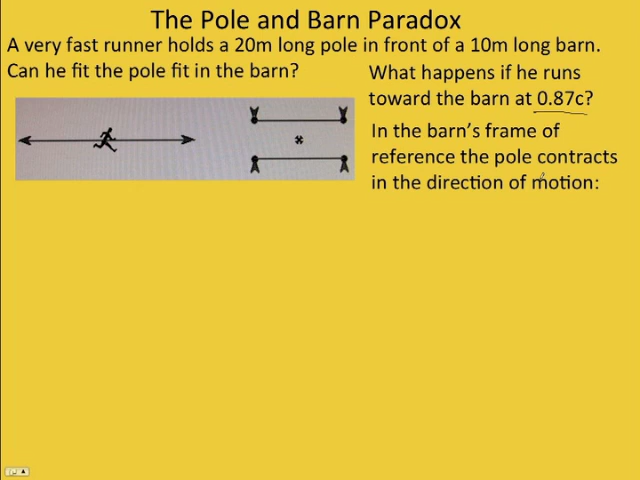 The Pole and Barn Paradox
A very fast runner holds a 20m long pole in front of a 10m long barn.
Can he fit the pole fit in the barn?
What happens if he runs
toward the barn at 0.87c?
In the barn’s frame of
reference the pole contracts
in the direction of motion: